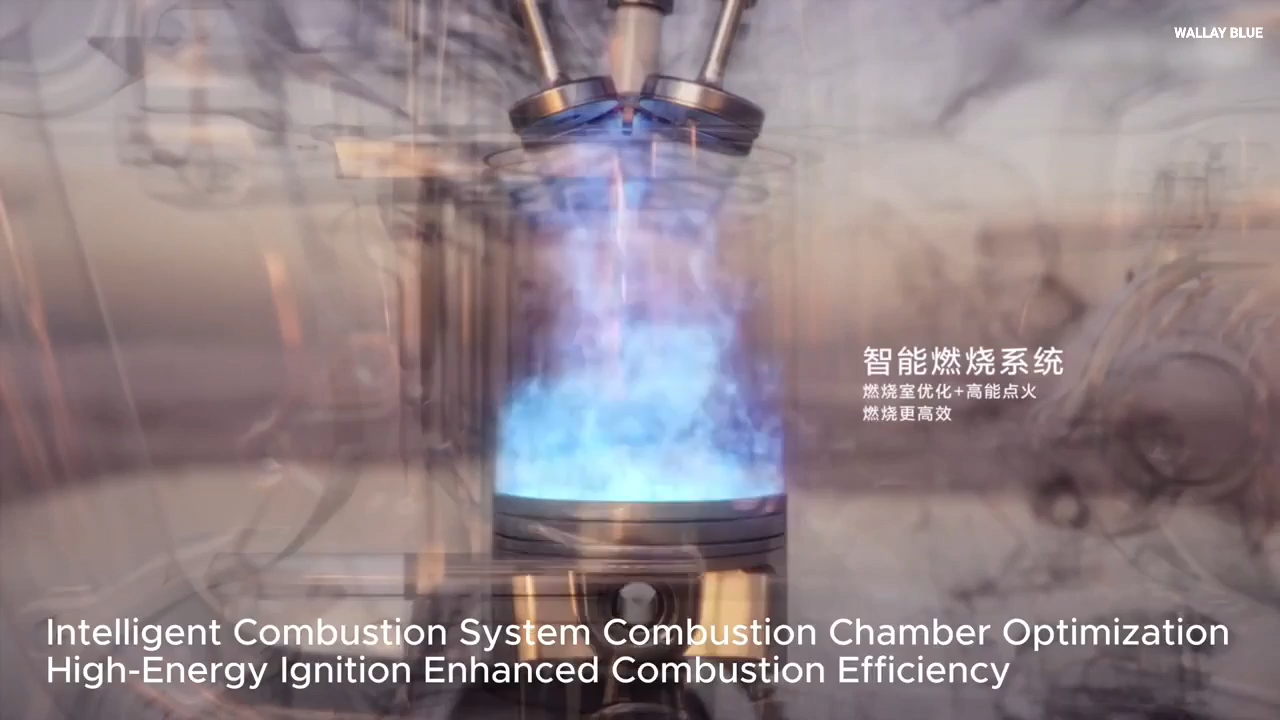 WALLAY BLUE
智能燃烧系统
燃烧室优化+高能点火
燃烧更高效
Intelligent Combustion System Combustion Chamber Optimization
High-Energy Ignition Enhanced Combustion Efficiency